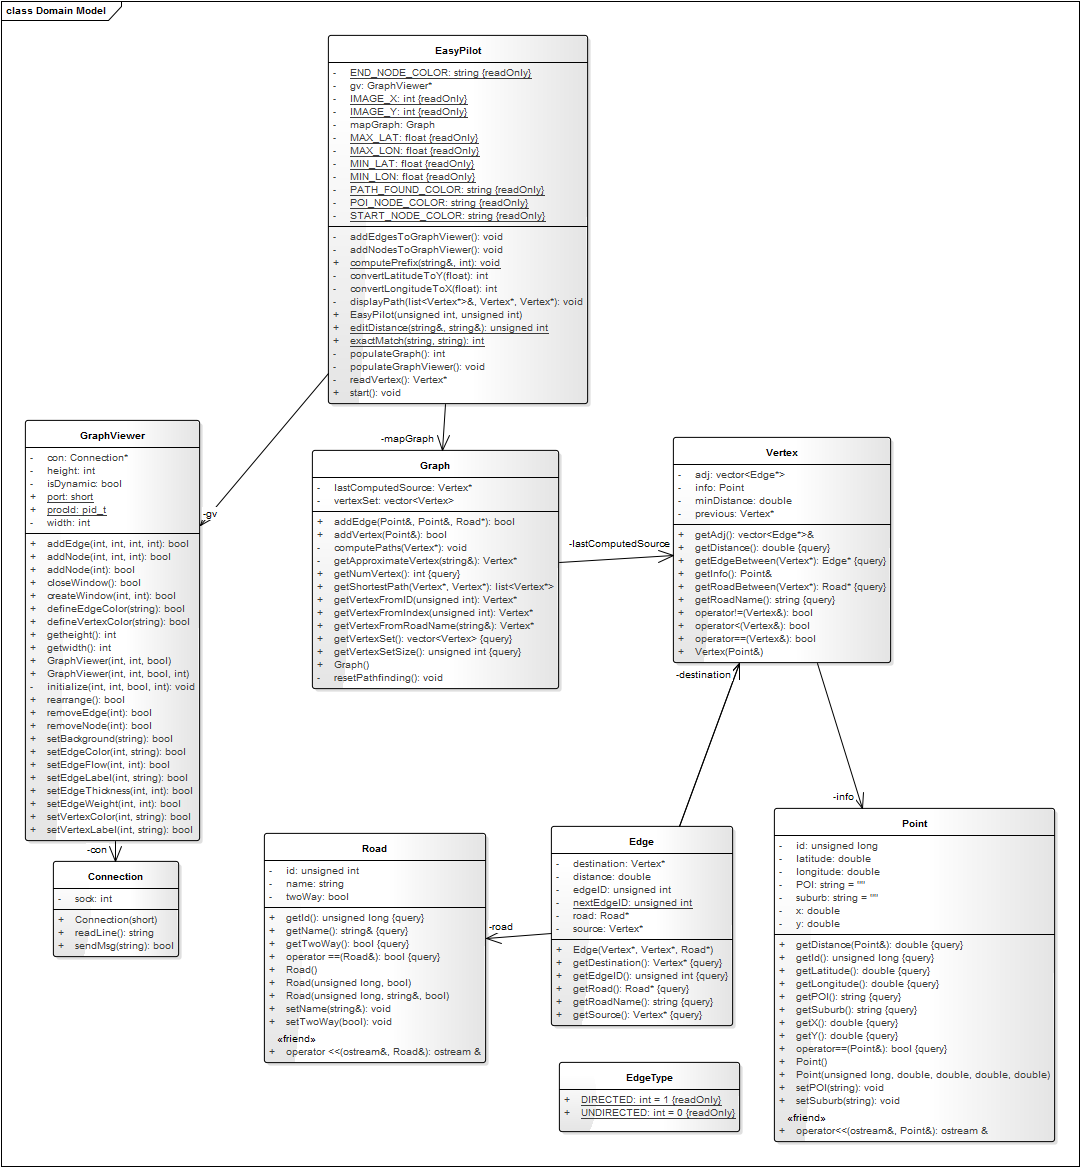 class Domain Model
EasyPilot
- END_NODE_COLOR: string {readOnly}
- gv: GraphViewer*
- IMAGE_X: int {readOnly}
- IMAGE_Y: int {readOnly}
- mapGraph: Graph
- MAX_LAT: float {readOnly}
- MAX_LON: float {readOnly}
- MIN_LAT: float {readOnly}
- MIN_LON: float {readOnly}
- PATH_FOUND_COLOR: string {readOnly}
- POI_NODE_COLOR: string {readOnly}
- START_NODE_COLOR: string {readOnly}
- addEdgesToGraphViewer(): void
- addNodesToGraphViewer(): void
+ computePrefix(string&, int): void
- convertLatitudeToY(float): int
- convertLongitudeToX(float): int
- displayPath(list<Vertex*>&, Vertex*, Vertex*): void
+ EasyPilot(unsigned int, unsigned int)
+ editDistance(string&, string&): unsigned int
+ exactMatch(string, string): int
- populateGraph(): int
- populateGraphViewer(): void
- readVertex(): Vertex*
+ start(): void
-gv
-mapGraph
GraphViewer
- con: Connection*
- height: int
- isDynamic: bool
+ port: short
+ procId: pid_t
- width: int
+ addEdge(int, int, int, int): bool
+ addNode(int, int, int): bool
+ addNode(int): bool
+ closeWindow(): bool
+ createWindow(int, int): bool
+ defineEdgeColor(string): bool
+ defineVertexColor(string): bool
+ getheight(): int
+ getwidth(): int
+ GraphViewer(int, int, bool)
+ GraphViewer(int, int, bool, int)
- initialize(int, int, bool, int): void
+ rearrange(): bool
+ removeEdge(int): bool
+ removeNode(int): bool
+ setBackground(string): bool
+ setEdgeColor(int, string): bool
+ setEdgeFlow(int, int): bool
+ setEdgeLabel(int, string): bool
+ setEdgeThickness(int, int): bool
+ setEdgeWeight(int, int): bool
+ setVertexColor(int, string): bool
+ setVertexLabel(int, string): bool
-con
Connection
- sock: int
+ Connection(short)
+ readLine(): string
+ sendMsg(string): bool
Graph
- lastComputedSource: Vertex*
- vertexSet: vector<Vertex>
+ addEdge(Point&, Point&, Road*): bool
+ addVertex(Point&): bool
- computePaths(Vertex*): void
- getApproximateVertex(string&): Vertex*
+ getNumVertex(): int {query}
+ getShortestPath(Vertex*, Vertex*): list<Vertex*>
+ getVertexFromID(unsigned int): Vertex*
+ getVertexFromIndex(unsigned int): Vertex*
+ getVertexFromRoadName(string&): Vertex*
+ getVertexSet(): vector<Vertex> {query}
+ getVertexSetSize(): unsigned int {query}
+ Graph()
- resetPathfinding(): void
-lastComputedSource
Vertex
- adj: vector<Edge*>
- info: Point
- minDistance: double
- previous: Vertex*
+ getAdj(): vector<Edge*>&
+ getDistance(): double {query}
+ getEdgeBetween(Vertex*): Edge* {query}
+ getInfo(): Point&
+ getRoadBetween(Vertex*): Road* {query}
+ getRoadName(): string {query}
+ operator!=(Vertex&): bool
+ operator<(Vertex&): bool
+ operator==(Vertex&): bool
+ Vertex(Point&)
-destination
-info
Road
- id: unsigned int
- name: string
- twoWay: bool
+ getId(): unsigned long {query}
+ getName(): string& {query}
+ getTwoWay(): bool {query}
+ operator ==(Road&): bool {query}
+ Road()
+ Road(unsigned long, bool)
+ Road(unsigned long, string&, bool)
+ setName(string&): void
+ setTwoWay(bool): void
«friend»
+ operator <<(ostream&, Road&): ostream &
-road
Edge
- destination: Vertex*
- distance: double
- edgeID: unsigned int
- nextEdgeID: unsigned int
- road: Road*
- source: Vertex*
+ Edge(Vertex*, Vertex*, Road*)
+ getDestination(): Vertex* {query}
+ getEdgeID(): unsigned int {query}
+ getRoad(): Road* {query}
+ getRoadName(): string {query}
+ getSource(): Vertex* {query}
EdgeType
+ DIRECTED: int = 1 {readOnly}
+ UNDIRECTED: int = 0 {readOnly}
Point
- id: unsigned long
- latitude: double
- longitude: double
- POI: string = ""
- suburb: string = ""
- x: double
- y: double
+ getDistance(Point&): double {query}
+ getId(): unsigned long {query}
+ getLatitude(): double {query}
+ getLongitude(): double {query}
+ getPOI(): string {query}
+ getSuburb(): string {query}
+ getX(): double {query}
+ getY(): double {query}
+ operator==(Point&): bool {query}
+ Point()
+ Point(unsigned long, double, double, double, double)
+ setPOI(string): void
+ setSuburb(string): void
«friend»
+ operator<<(ostream&, Point&): ostream &